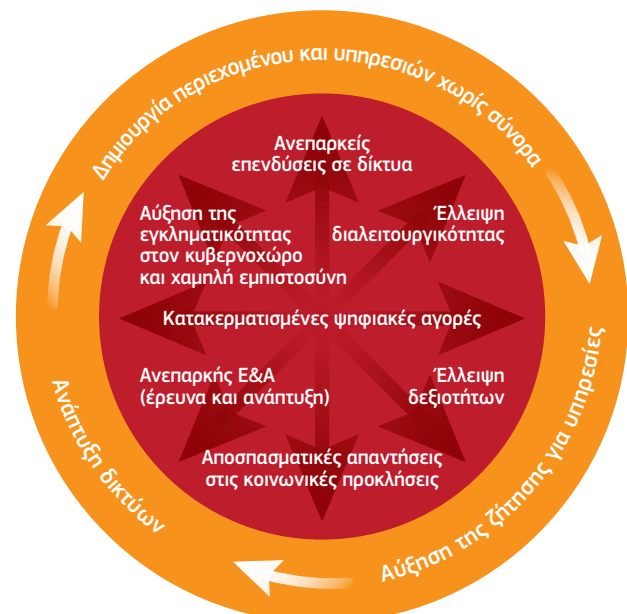 Δημιουργία περιεχομένου και υπηρεσιών χωρίς σύνορα
Ανεπαρκείς
επενδύσεις σε δίκτυα
Αύξηση της
εγκληματικότητας
στον κυβερνοχώρο
και χαμηλή εμπιστοσύνη
Έλλειψη
διαλειτουργικότητας
Κατακερματισμένες ψηφιακές αγορές
Ανεπαρκής Ε&Α
(έρευνα και ανάπτυξη)
Έλλειψη
δεξιοτήτων
Αποσπασματικές απαντήσεις
στις κοινωνικές προκλήσεις
Αύξηση της ζήτησης για υπηρεσίες
Ανάπτυξη δικτύων